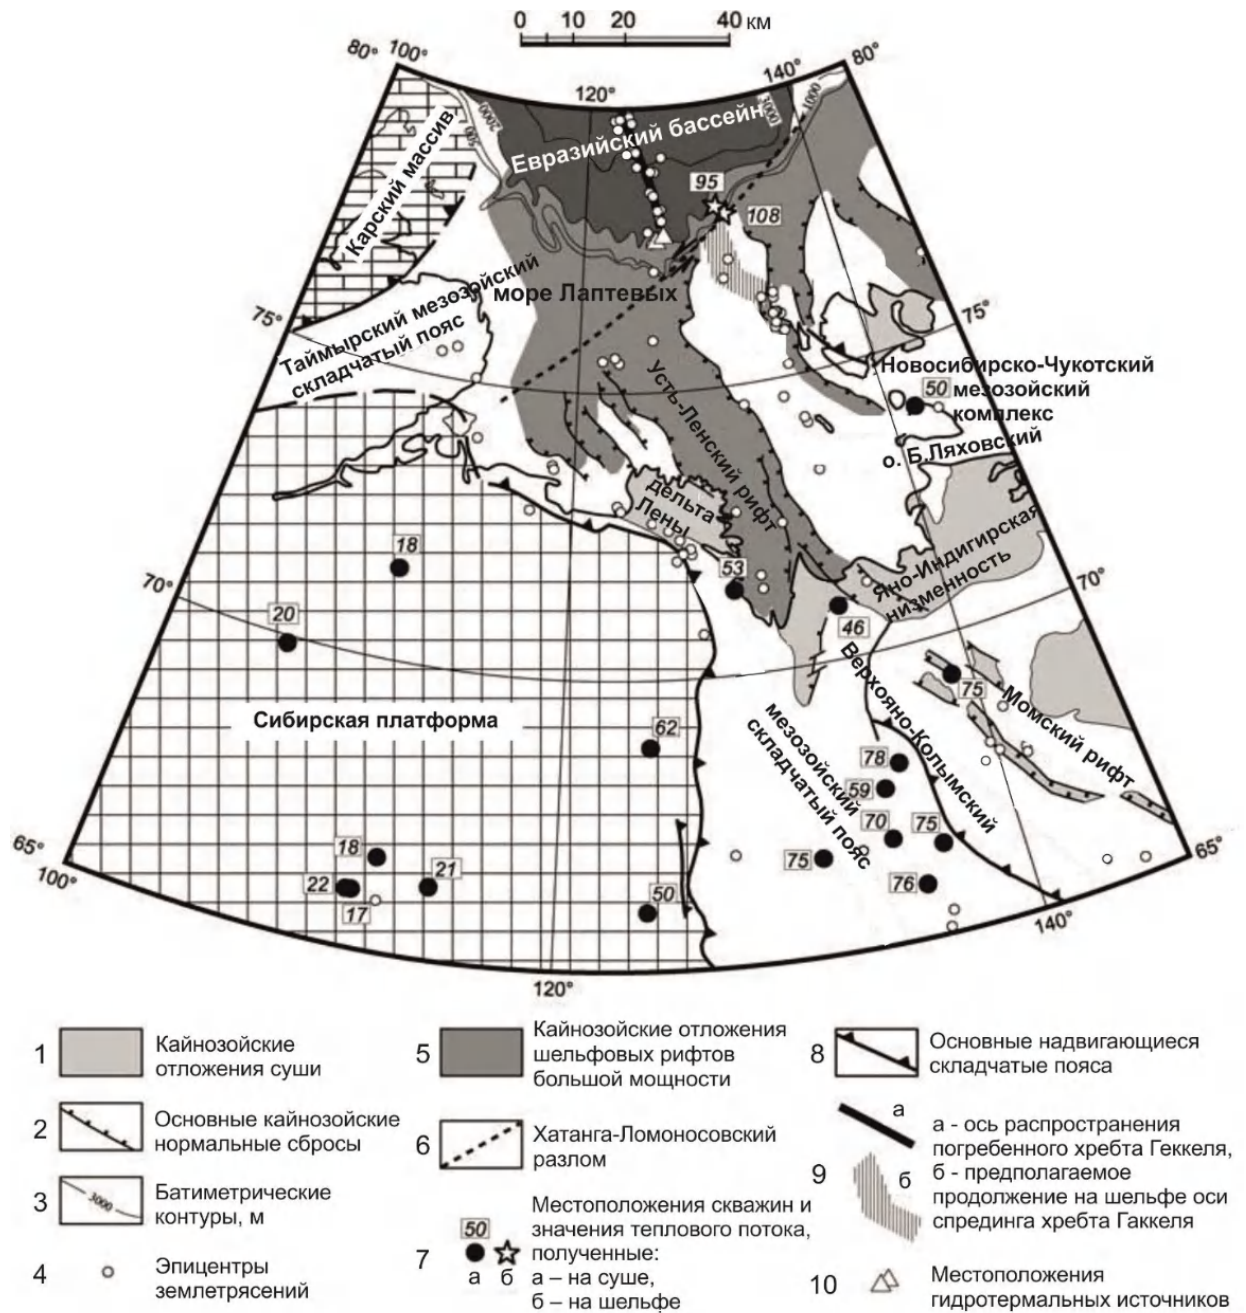 0 10 20 40 км
80° 100°
140° 80°
120°
2000
500
3000
1000
Евразийский бассейн
Карский массив
95
108
море Лаптевых
Таймырский мезозойский
складчатый пояс
75°
75°
Новосибирско-Чукотский
50 мезозойский
комплекс
о. Б.Ляховский
Усть-Ленский рифт
дельта
Лены
Яно-Индигирская
низменность
18
53
70°
70°
20
46
75
Верхояно-Колымский
мезозойский
складчатый пояс
Момский рифт
Сибирская платформа
62
78
59
70
75
65°
65°
100°
18
75
22
21
76
17
50
140°
120°
1 Кайнозойские
отложения суши
2 Основные кайнозойские
нормальные сбросы
3 3000 Батиметрические
контуры, м
4 Эпицентры
землетрясений
5 Кайнозойские отложения
шельфовых рифтов
большой мощности
6 Хатанга-Ломоносовский
разлом
7 50 а б Местоположения скважин и
значения теплового потока,
полученные:
а – на суше,
б – на шельфе
8 Основные надвигающиеся
складчатые пояса
9 а б
а - ось распространения
погребенного хребта Геккеля,
б - предполагаемое
продолжение на шельфе оси
спрединга хребта Гаккеля
10 Местоположения
гидротермальных источников